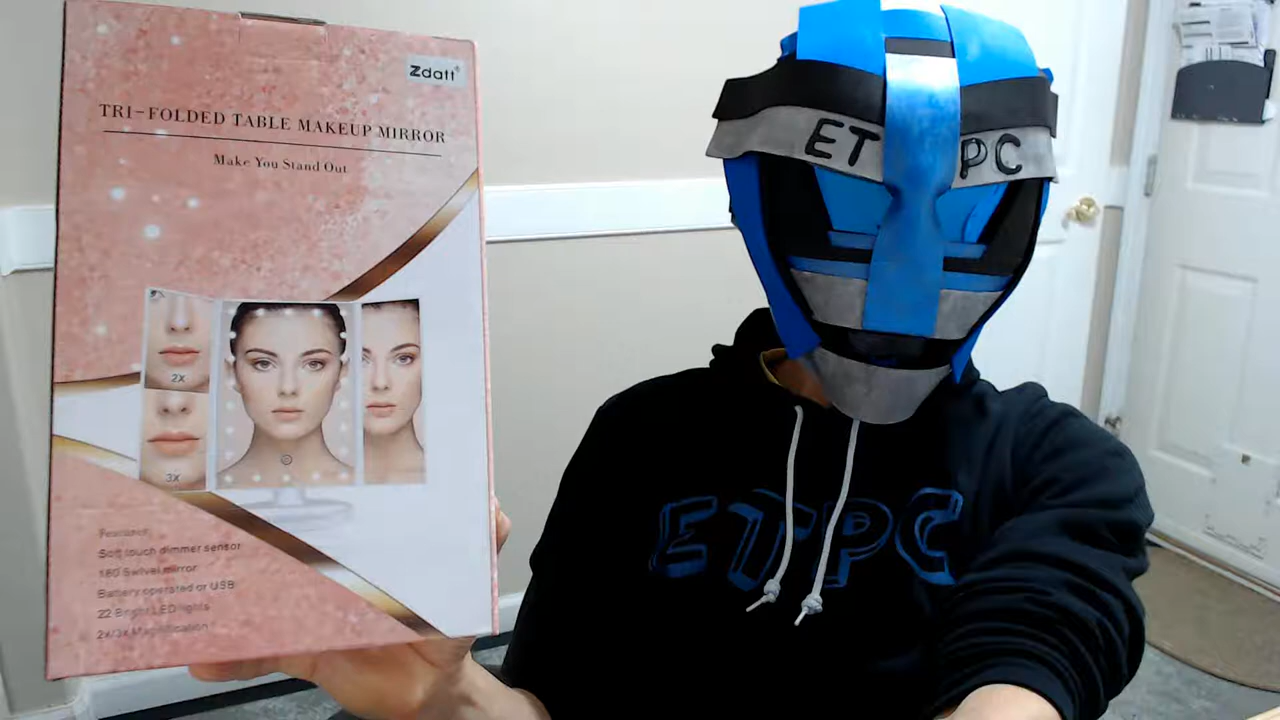 Zdatt
TRI-FOLDED TABLE MAKEUP MIRROR
Make You Stand Out
2X
3X
Features:
Soft touch dimmer sensor
180 Swivel mirror
Battery operated or USB
22 Bright LED lights
2x/3x Magnification
ET PC
ETPC